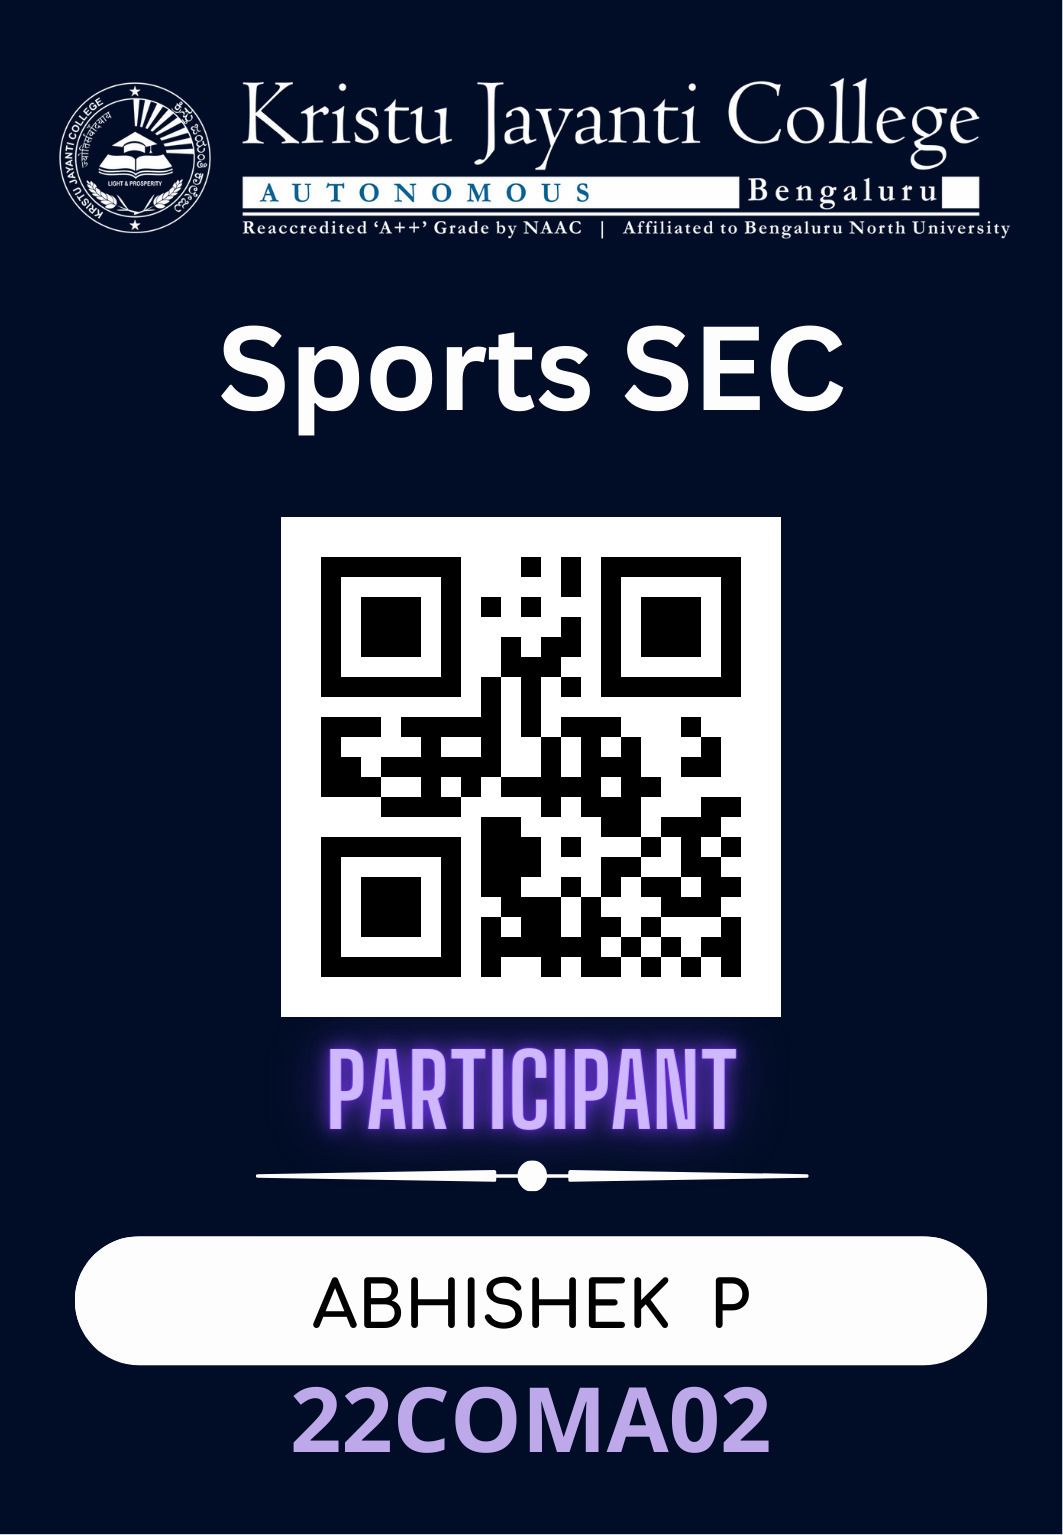 Kristu Jayanti College
AUTONOMOUS Bengaluru
Reaccredited ‘A++’ Grade by NAAC | Affiliated to Bengaluru North University
KRISTU JAYANTI COLLEGE
LIGHT & PROSPERITY
Sports SEC
PARTICIPANT
ABHISHEK P
22COMA02